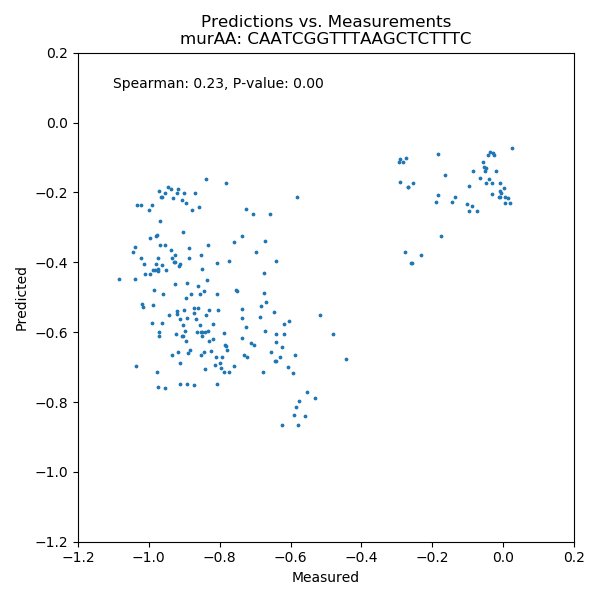 Predictions vs. Measurements
murAA: CAATCGGTTTAAGCTCTTTC
Spearman: 0.23, P-value: 0.00
0.2
0.0
−0.2
−0.4
−0.6
−0.8
−1.0
−1.2
Predicted
−1.2 −1.0 −0.8 −0.6 −0.4 −0.2 0.0 0.2
Measured